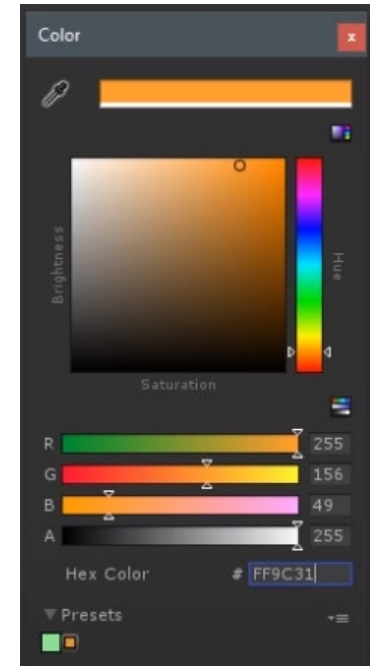 Color
x
Brightness
Hue
Saturation
R 255
G 156
B 49
A 255
Hex Color # FF9C31
Presets